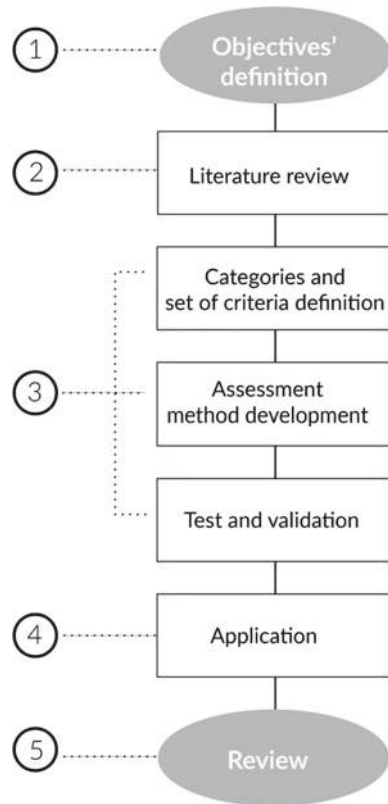 1
Objectives’
definition
2
Literature review
Categories and
set of criteria definition
3
Assessment
method development
Test and validation
4
Application
5
Review